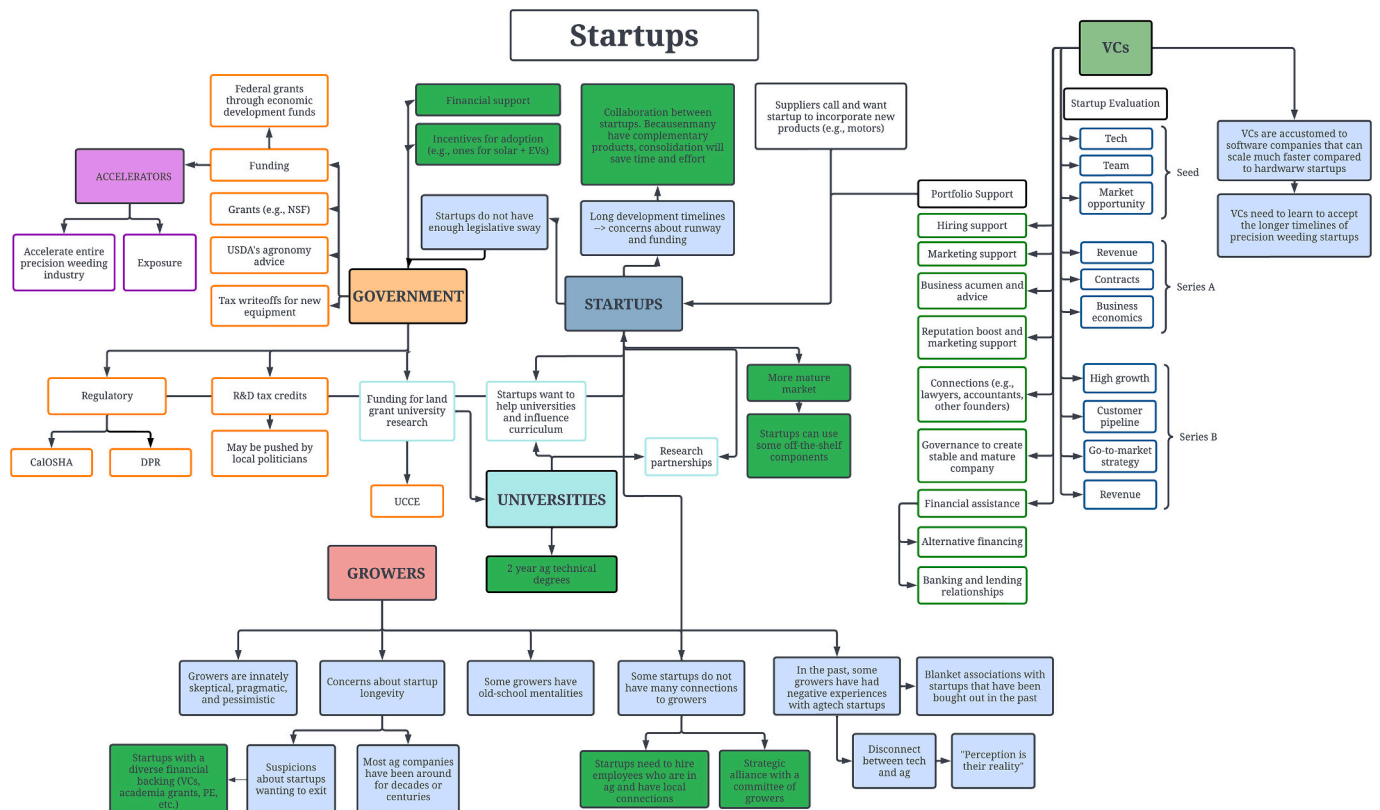 Startups
VCs
Federal grants
through economic
development funds
Financial support
Incentives for adoption
(e.g., ones for solar + EVs)
Collaboration between
startups. Becausenmany
have complementary
products, consolidation will
save time and effort
Suppliers call and want
startup to incorporate new
products (e.g., motors)
Startup Evaluation
Tech
Team
Market
opportunity
Seed
VCs are accustomed to
software companies that can
scale much faster compared
to hardwarw startups
VCs need to learn to accept
the longer timelines of
precision weeding startups
ACCELERATORS
Funding
Grants (e.g., NSF)
USDA's agronomy
advice
Tax writeoffs for new
equipment
Accelerate entire
precision weeding
industry
Exposure
Startups do not have
enough legislative sway
Long development timelines
--> concerns about runway
and funding
GOVERNMENT
STARTUPS
Portfolio Support
Hiring support
Marketing support
Business acumen and
advice
Reputation boost and
marketing support
Connections (e.g.,
lawyers, accountants,
other founders)
Governance to create
stable and mature
company
Financial assistance
Alternative financing
Banking and lending
relationships
Revenue
Contracts
Business
economics
Series A
High growth
Customer
pipeline
Go-to-market
strategy
Revenue
Series B
Regulatory
R&D tax credits
Funding for land
grant university
research
Startups want to
help universities
and influence
curriculum
More mature
market
Startups can use
some off-the-shelf
components
CalOSHA
DPR
May be pushed by
local politicians
Research
partnerships
UCCE
UNIVERSITIES
2 year ag technical
degrees
GROWERS
Growers are innately
skeptical, pragmatic,
and pessimistic
Concerns about startup
longevity
Some growers have
old-school mentalities
Some startups do not
have many connections
to growers
In the past, some
growers have had
negative experiences
with agtech startups
Blanket associations with
startups that have been
bought out in the past
Startups with a
diverse financial
backing (VCs,
academia grants, PE,
etc.)
Suspicions
about startups
wanting to exit
Most ag companies
have been around
for decades or
centuries
Startups need to hire
employees who are in
ag and have local
connections
Strategic
alliance with a
committee of
growers
Disconnect
between tech
and ag
"Perception is
their reality"